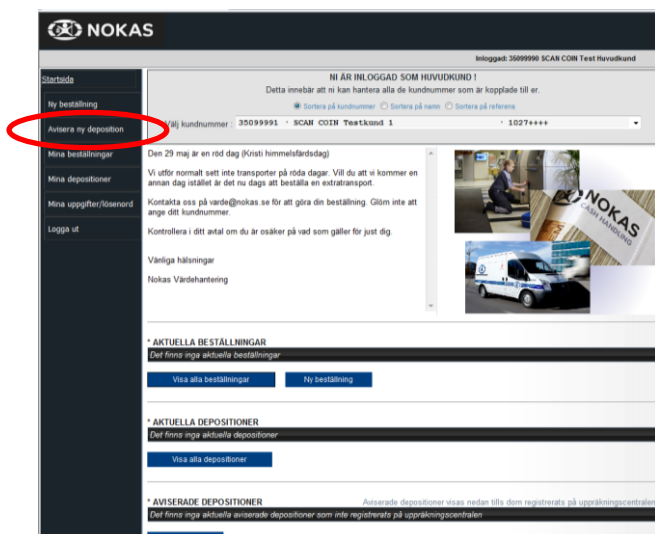 NOKAS
Inloggad: 35099990 SCAN COIN Test Huvudkund
Startsida
Ny beställning
Avisera ny deposition
Mina beställningar
Mina depositioner
Mina uppgifter/lösenord
Logga ut
NI ÄR INLOGGAD SOM HUVUDKUND !
Detta innebär att ni kan hantera alla de kundnummer som är kopplade till er.
Sortera på kundnummer Sortera på namn Sortera på referens
Välj kundnummer : 35099991 · SCAN COIN Testkund 1 · 1027++++
Den 29 maj är en röd dag (Kristi himmelsfärdsdag)
Vi utför normalt sett inte transporter på röda dagar. Vill du att vi kommer en
annan dag istället är det nu dags att beställa en extratransport.
Kontakta oss på varde@nokas.se för att göra din beställning. Glöm inte att
ange ditt kundnummer.
Kontrollera i ditt avtal om du är osäker på vad som gäller för just dig.
Vänliga hälsningar
Nokas Värdehantering
NOKAS
CASH HANDLING
* AKTUELLA BESTÄLLNINGAR
Det finns inga aktuella beställningar
Visa alla beställningar Ny beställning
* AKTUELLA DEPOSITIONER
Det finns inga aktuella depositioner
Visa alla depositioner
* AVISERADE DEPOSITIONER Aviserade depositioner visas nedan tills dom registrerats på uppräkningscentralen
Det finns inga aktuella aviserade depositioner som inte registrerats på uppräkningscentralen